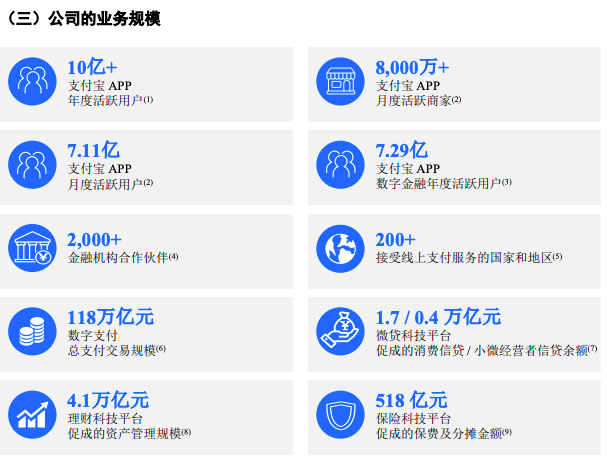 （三）公司的业务规模
10亿+
支付宝 APP
年度活跃用户(1)
8,000万+
支付宝 APP
月度活跃商家(2)
7.11亿
支付宝 APP
月度活跃用户(2)
7.29亿
支付宝 APP
数字金融年度活跃用户(3)
2,000+
金融机构合作伙伴(4)
200+
接受线上支付服务的国家和地区(5)
118万亿元
数字支付
总支付交易规模(6)
1.7 / 0.4 万亿元
微贷科技平台
促成的消费信贷 / 小微经营者信贷余额(7)
4.1万亿元
理财科技平台
促成的资产管理规模(8)
518 亿元
保险科技平台
促成的保费及分摊金额(9)